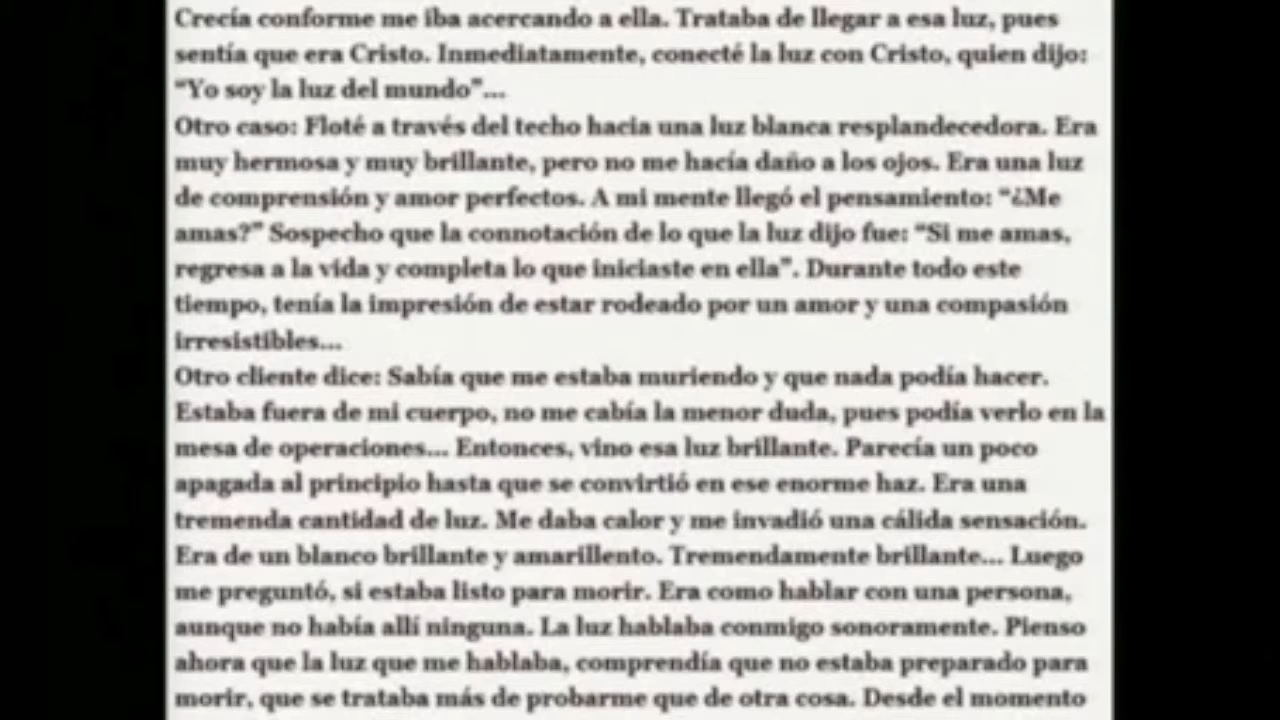 Crecía conforme me iba acercando a ella. Trataba de llegar a esa luz, pues
sentía que era Cristo. Inmediatamente, conecté la luz con Cristo, quien dijo:
“Yo soy la luz del mundo”...
Otro caso: Floté a través del techo hacia una luz blanca resplandecedora. Era
muy hermosa y muy brillante, pero no me hacía daño a los ojos. Era una luz
de comprensión y amor perfectos. A mi mente llegó el pensamiento: “¿Me
amas?” Sospecho que la connotación de lo que la luz dijo fue: “Si me amas,
regresa a la vida y completa lo que iniciaste en ella”. Durante todo este
tiempo, tenía la impresión de estar rodeado por un amor y una compasión
irresistibles...
Otro cliente dice: Sabía que me estaba muriendo y que nada podía hacer.
Estaba fuera de mi cuerpo, no me cabía la menor duda, pues podía verlo en la
mesa de operaciones... Entonces, vino esa luz brillante. Parecía un poco
apagada al principio hasta que se convirtió en ese enorme haz. Era una
tremenda cantidad de luz. Me daba calor y me invadió una cálida sensación.
Era de un blanco brillante y amarillento. Tremendamente brillante... Luego
me preguntó, si estaba listo para morir. Era como hablar con una persona,
aunque no había allí ninguna. La luz hablaba conmigo sonoramente. Pienso
ahora que la luz que me hablaba, comprendía que no estaba preparado para
morir, que se trataba más de probarme que de otra cosa. Desde el momento